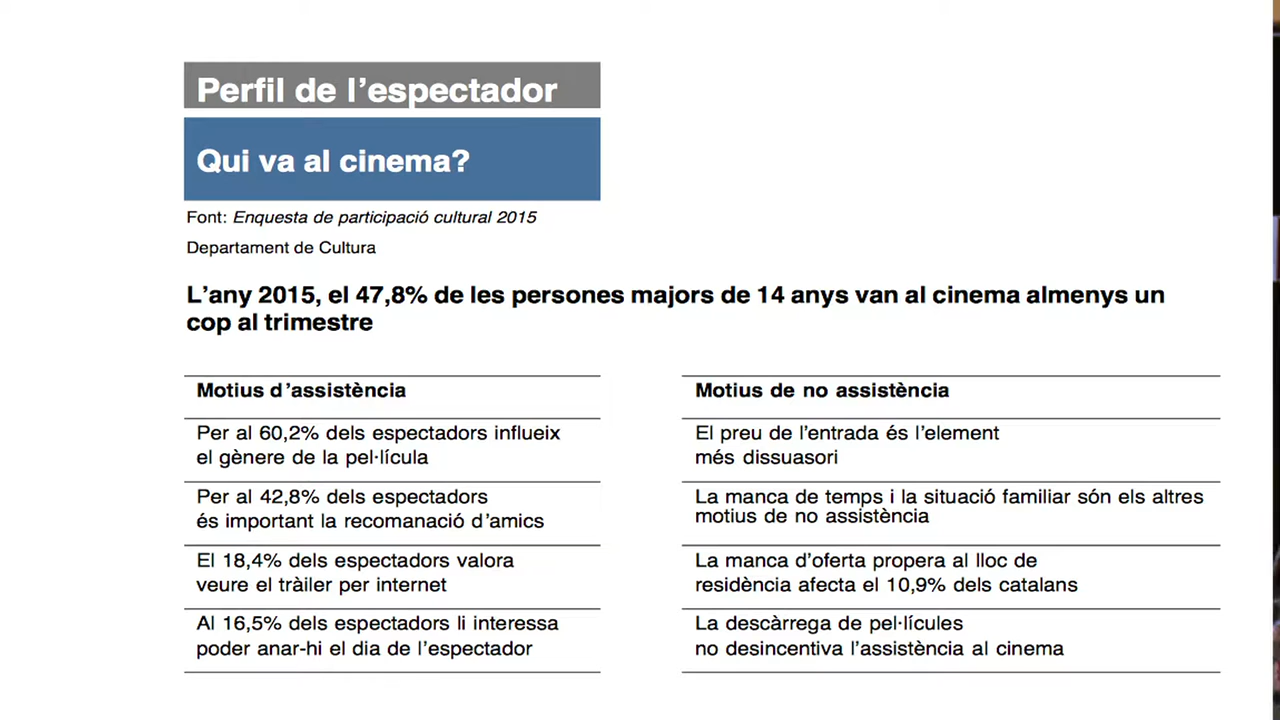 Perfil de l’espectador
Qui va al cinema?
Font: Enquesta de participació cultural 2015
Departament de Cultura
L’any 2015, el 47,8% de les persones majors de 14 anys van al cinema almenys un
cop al trimestre
Motius d’assistència
Per al 60,2% dels espectadors influeix
el gènere de la pel·lícula
Per al 42,8% dels espectadors
és important la recomanació d’amics
El 18,4% dels espectadors valora
veure el tràiler per internet
Al 16,5% dels espectadors li interessa
poder anar-hi el dia de l’espectador
Motius de no assistència
El preu de l’entrada és l’element
més dissuasori
La manca de temps i la situació familiar són els altres
motius de no assistència
La manca d’oferta propera al lloc de
residència afecta el 10,9% dels catalans
La descàrrega de pel·lícules
no desincentiva l’assistència al cinema